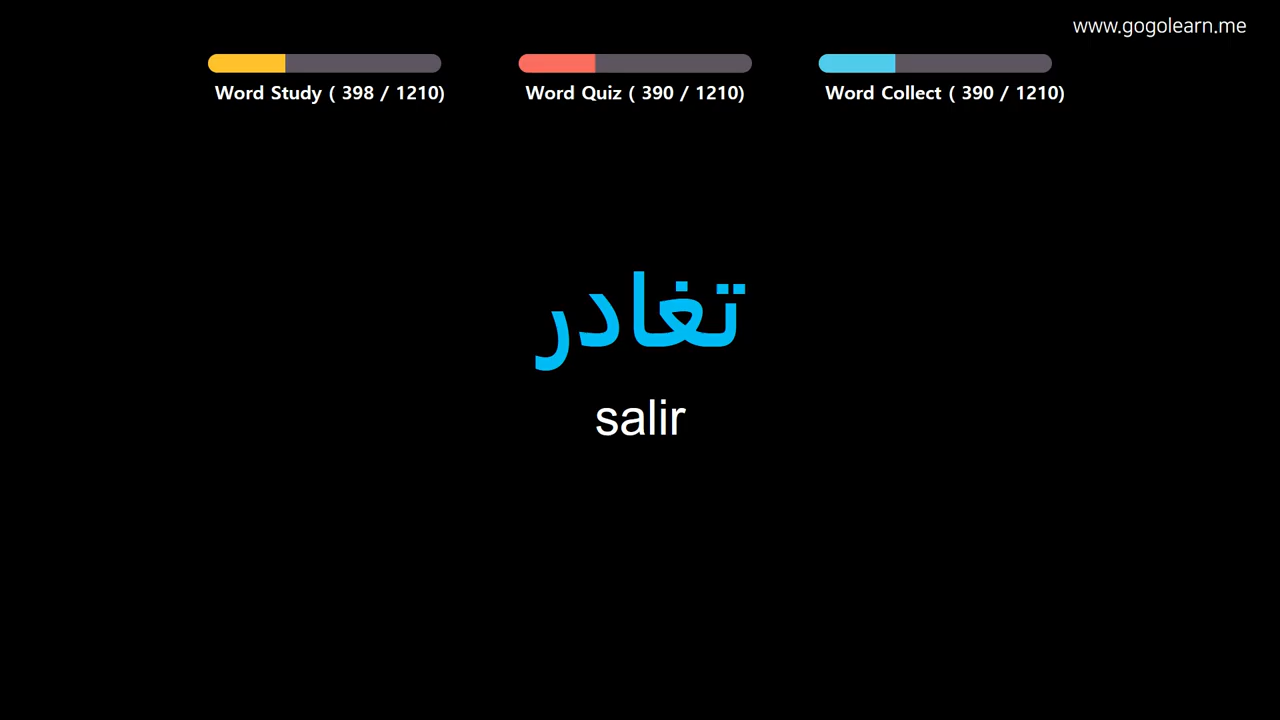 www.gogolearn.me
Word Study ( 398 / 1210)
Word Quiz ( 390 / 1210)
Word Collect ( 390 / 1210)
تغادر
salir